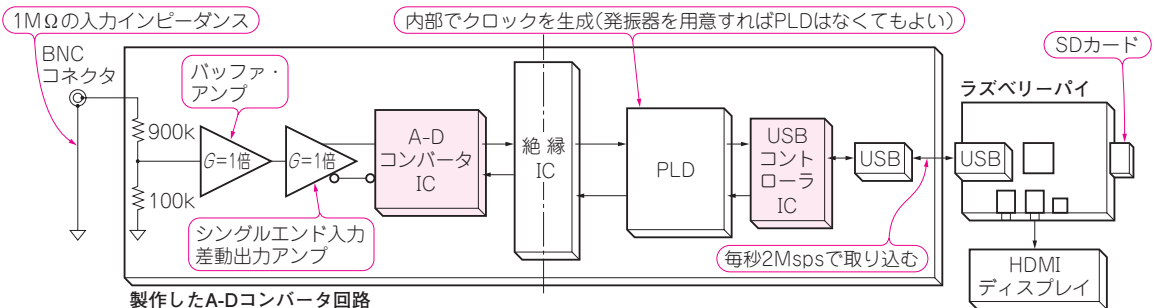 1MΩの入力インピーダンス
内部でクロックを生成(発振器を用意すればPLDはなくてもよい)
SDカード
BNC
コネクタ
バッファ・
アンプ
ラズベリーパイ
900k
G=1倍
G=1倍
A-D
コンバータ
IC
絶縁
IC
PLD
USB
コント
ローラ
IC
USB
USB
100k
シングルエンド入力
差動出力アンプ
毎秒2Mspsで取り込む
HDMI
ディスプレイ
製作したA-Dコンバータ回路